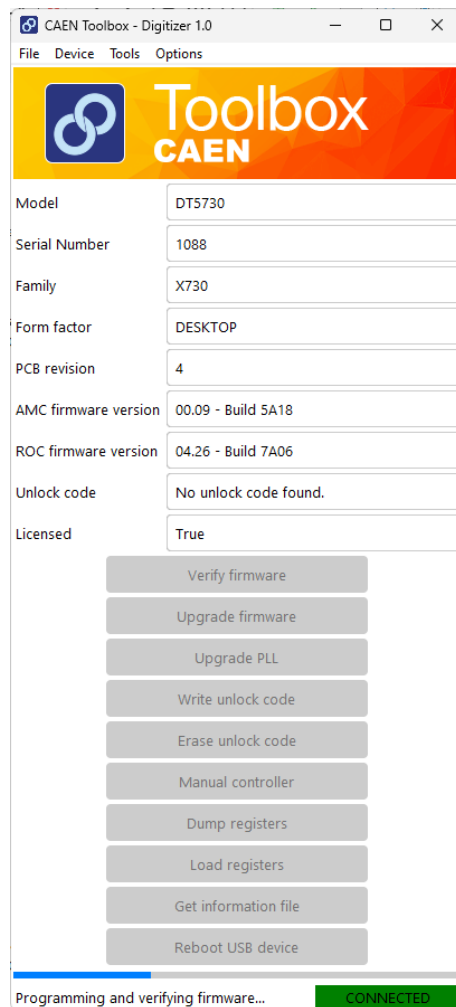 CAEN Toolbox - Digitizer 1.0
File Device Tools Options
Toolbox
CAEN
Model DT5730
Serial Number 1088
Family X730
Form factor DESKTOP
PCB revision 4
AMC firmware version 00.09 - Build 5A18
ROC firmware version 04.26 - Build 7A06
Unlock code No unlock code found.
Licensed True
Verify firmware
Upgrade firmware
Upgrade PLL
Write unlock code
Erase unlock code
Manual controller
Dump registers
Load registers
Get information file
Reboot USB device
Programming and verifying firmware... CONNECTED